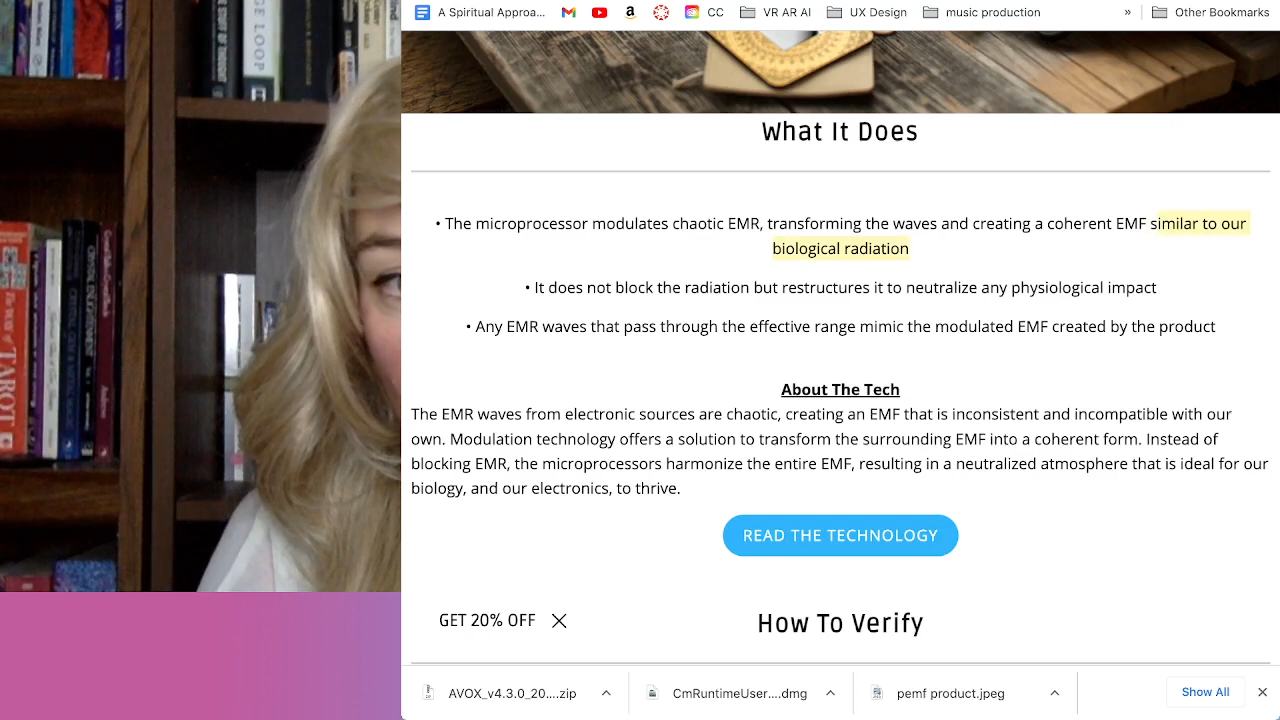 A Spiritual Approa...
CC
VR AR AI
UX Design
music production
»
Other Bookmarks
What It Does
• The microprocessor modulates chaotic EMR, transforming the waves and creating a coherent EMF similar to our
biological radiation
• It does not block the radiation but restructures it to neutralize any physiological impact
• Any EMR waves that pass through the effective range mimic the modulated EMF created by the product
About The Tech
The EMR waves from electronic sources are chaotic, creating an EMF that is inconsistent and incompatible with our
own. Modulation technology offers a solution to transform the surrounding EMF into a coherent form. Instead of
blocking EMR, the microprocessors harmonize the entire EMF, resulting in a neutralized atmosphere that is ideal for our
biology, and our electronics, to thrive.
READ THE TECHNOLOGY
GET 20% OFF
How To Verify
AVOX_v4.3.0_20....zip
CmRuntimeUser....dmg
pemf product.jpeg
Show All
GE LOOP
TAROT